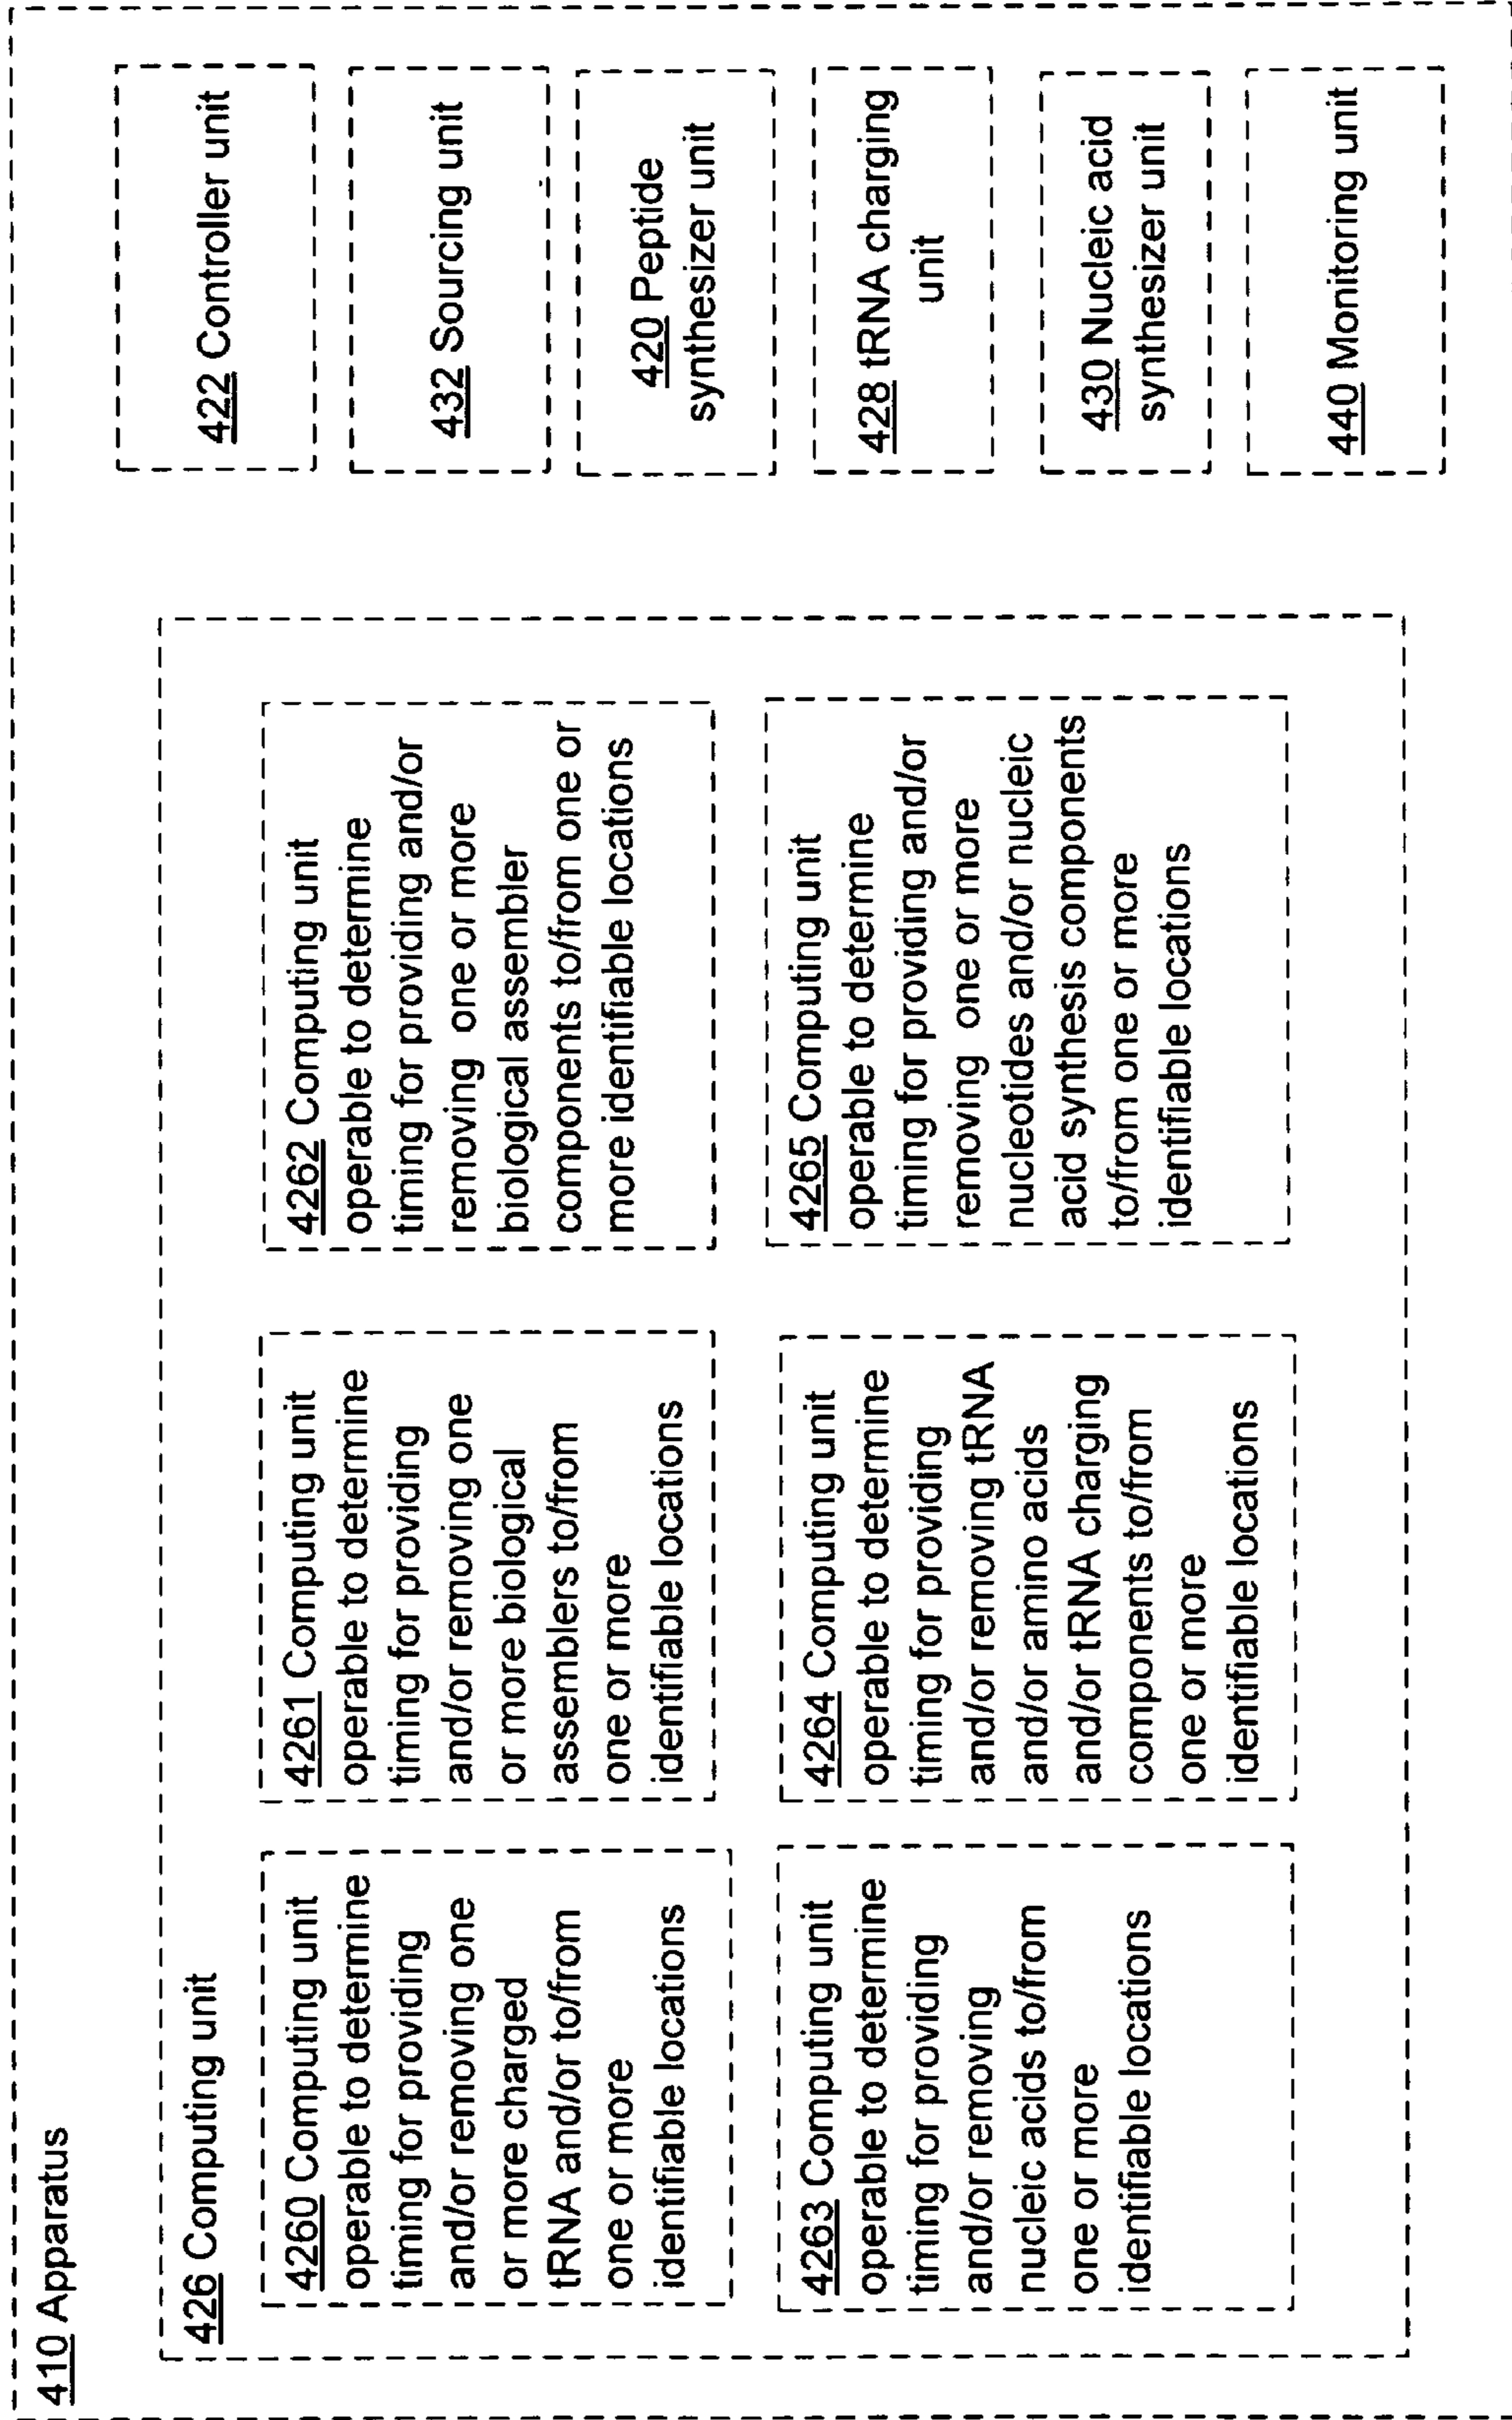 410 Apparatus
426 Computing unit
4260 Computing unit
operable to determine
timing for providing
and/or removing one
or more charged
tRNA and/or to/from
one or more
identifiable locations
4261 Computing unit
operable to determine
timing for providing
and/or removing one
or more biological
assemblers to/from
one or more
identifiable locations
4262 Computing unit
operable to determine
timing for providing and/or
removing one or more
biological assembler
components to/from one or
more identifiable locations
4263 Computing unit
operable to determine
timing for providing
and/or removing
nucleic acids to/from
one or more
identifiable locations
4264 Computing unit
operable to determine
timing for providing
and/or removing tRNA
and/or amino acids
and/or tRNA charging
components to/from
one or more
identifiable locations
4265 Computing unit
operable to determine
timing for providing and/or
removing one or more
nucleotides and/or nucleic
acid synthesis components
to/from one or more
identifiable locations
422 Controller unit
432 Sourcing unit
420 Peptide
synthesizer unit
428 tRNA charging
unit
430 Nucleic acid
synthesizer unit
440 Monitoring unit